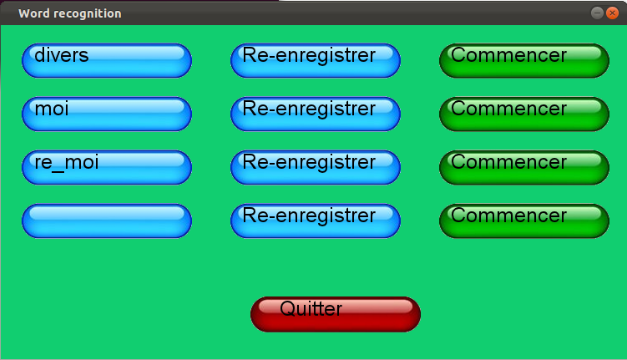 Word recognition
divers Re-enregistrer Commencer
moi Re-enregistrer Commencer
re_moi Re-enregistrer Commencer
Re-enregistrer Commencer
Quitter